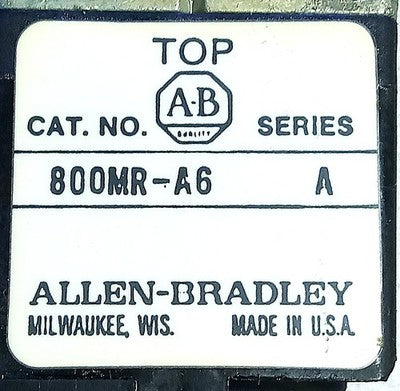 TOP
A-B
QUALITY
CAT. NO. SERIES
800MR-A6 A
ALLEN-BRADLEY
MILWAUKEE, WIS. MADE IN U.S.A.